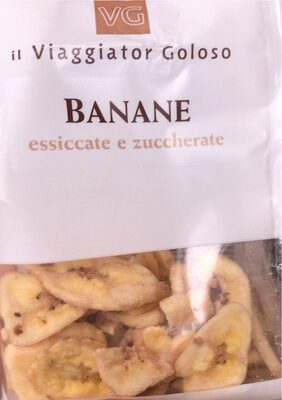 VG
il Viaggiator Goloso
BANANE
essiccate e zuccherate